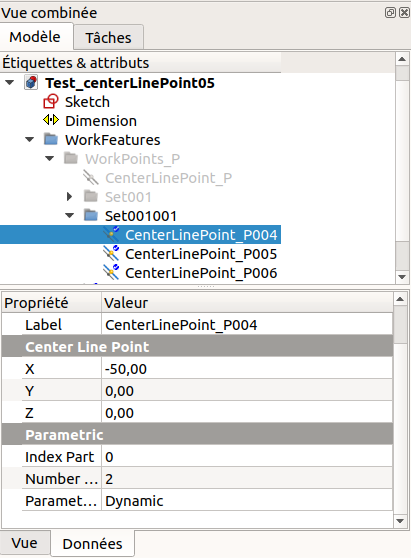 Vue combinée
Modèle Tâches
Étiquettes & attributs
Test_centerLinePoint05
Sketch
Dimension
WorkFeatures
WorkPoints_P
CenterLinePoint_P
Set001
Set001001
CenterLinePoint_P004
CenterLinePoint_P005
CenterLinePoint_P006
Propriété Valeur
Label CenterLinePoint_P004
Center Line Point
X -50,00
Y 0,00
Z 0,00
Parametric
Index Part 0
Number ... 2
Paramet... Dynamic
Vue Données